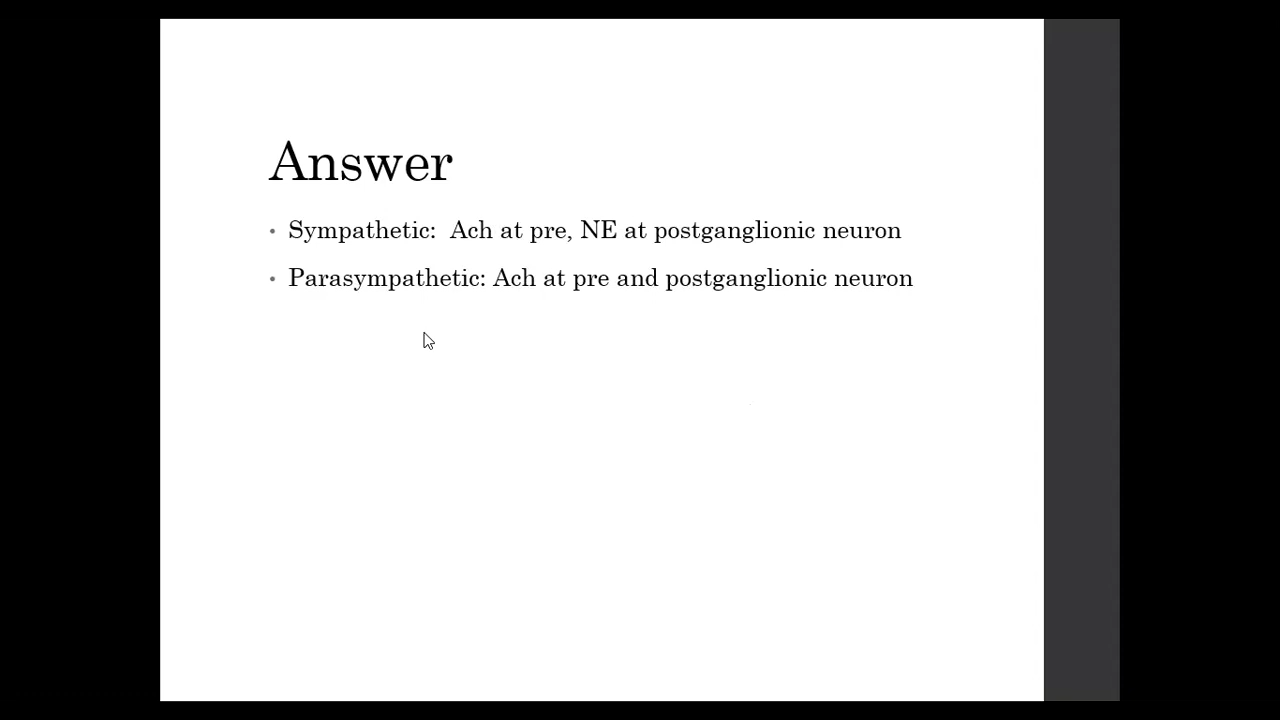 Answer
• Sympathetic:  Ach at pre, NE at postganglionic neuron
• Parasympathetic: Ach at pre and postganglionic neuron